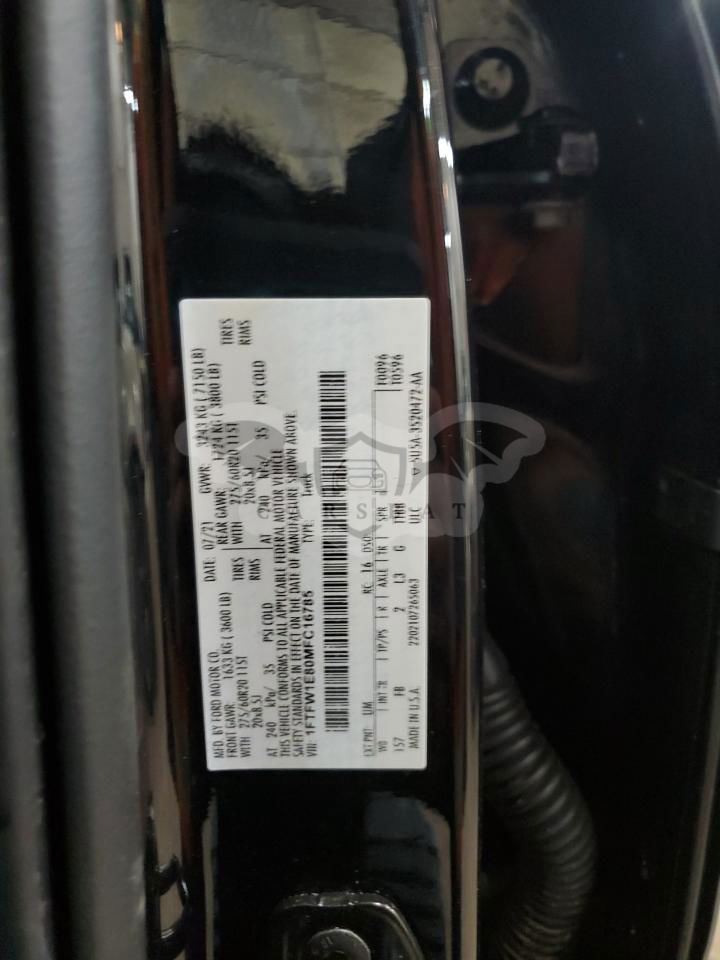 MFD. BY FORD MOTOR CO.
DATE: 07/21 GVWR: 3243 KG ( 7150 LB)
FRONT GAWR: 1633 KG ( 3600 LB) REAR GAWR: 1724 KG ( 3800 LB)
WITH 275/60R20 115T TIRES WITH 275/60R20 115T TIRES
20x8.5J RIMS 20x8.5J RIMS
AT 240 kPa/ 35 PSI COLD AT 240 kPa/ 35 PSI COLD
THIS VEHICLE CONFORMS TO ALL APPLICABLE FEDERAL MOTOR VEHICLE
SAFETY STANDARDS IN EFFECT ON THE DATE OF MANUFACTURE SHOWN ABOVE.
VIN: 1FTFW1E80MFC16785 TYPE: Truck
EXT PNT: UM RC: 16 DSO:
WB INT TR TP/PS R AXLE TR SPR T0096
157 FB 2 L3 G THH T0596
MADE IN U.S.A. 2202107265063 ULC 5U5A-3520472-AA